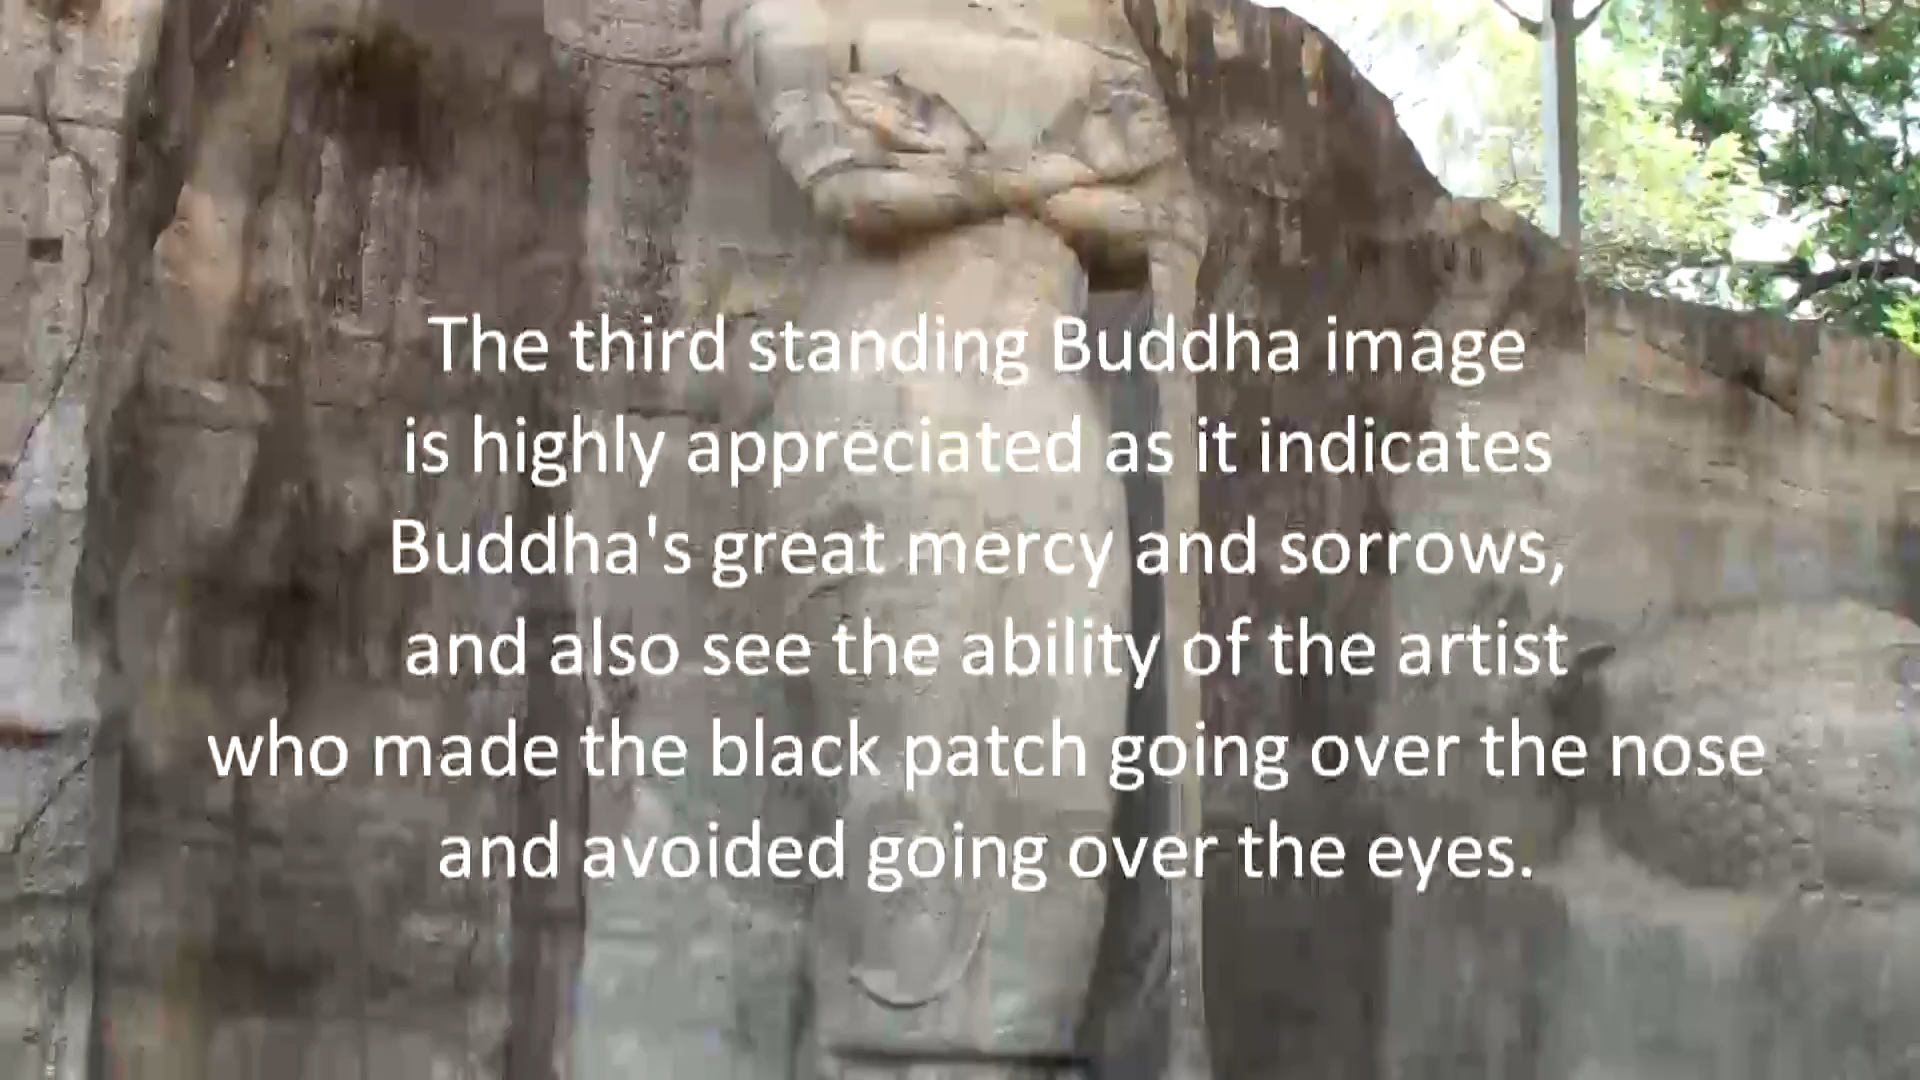 The third standing Buddha image
is highly appreciated as it indicates
Buddha's great mercy and sorrows,
and also see the ability of the artist
who made the black patch going over the nose
and avoided going over the eyes.